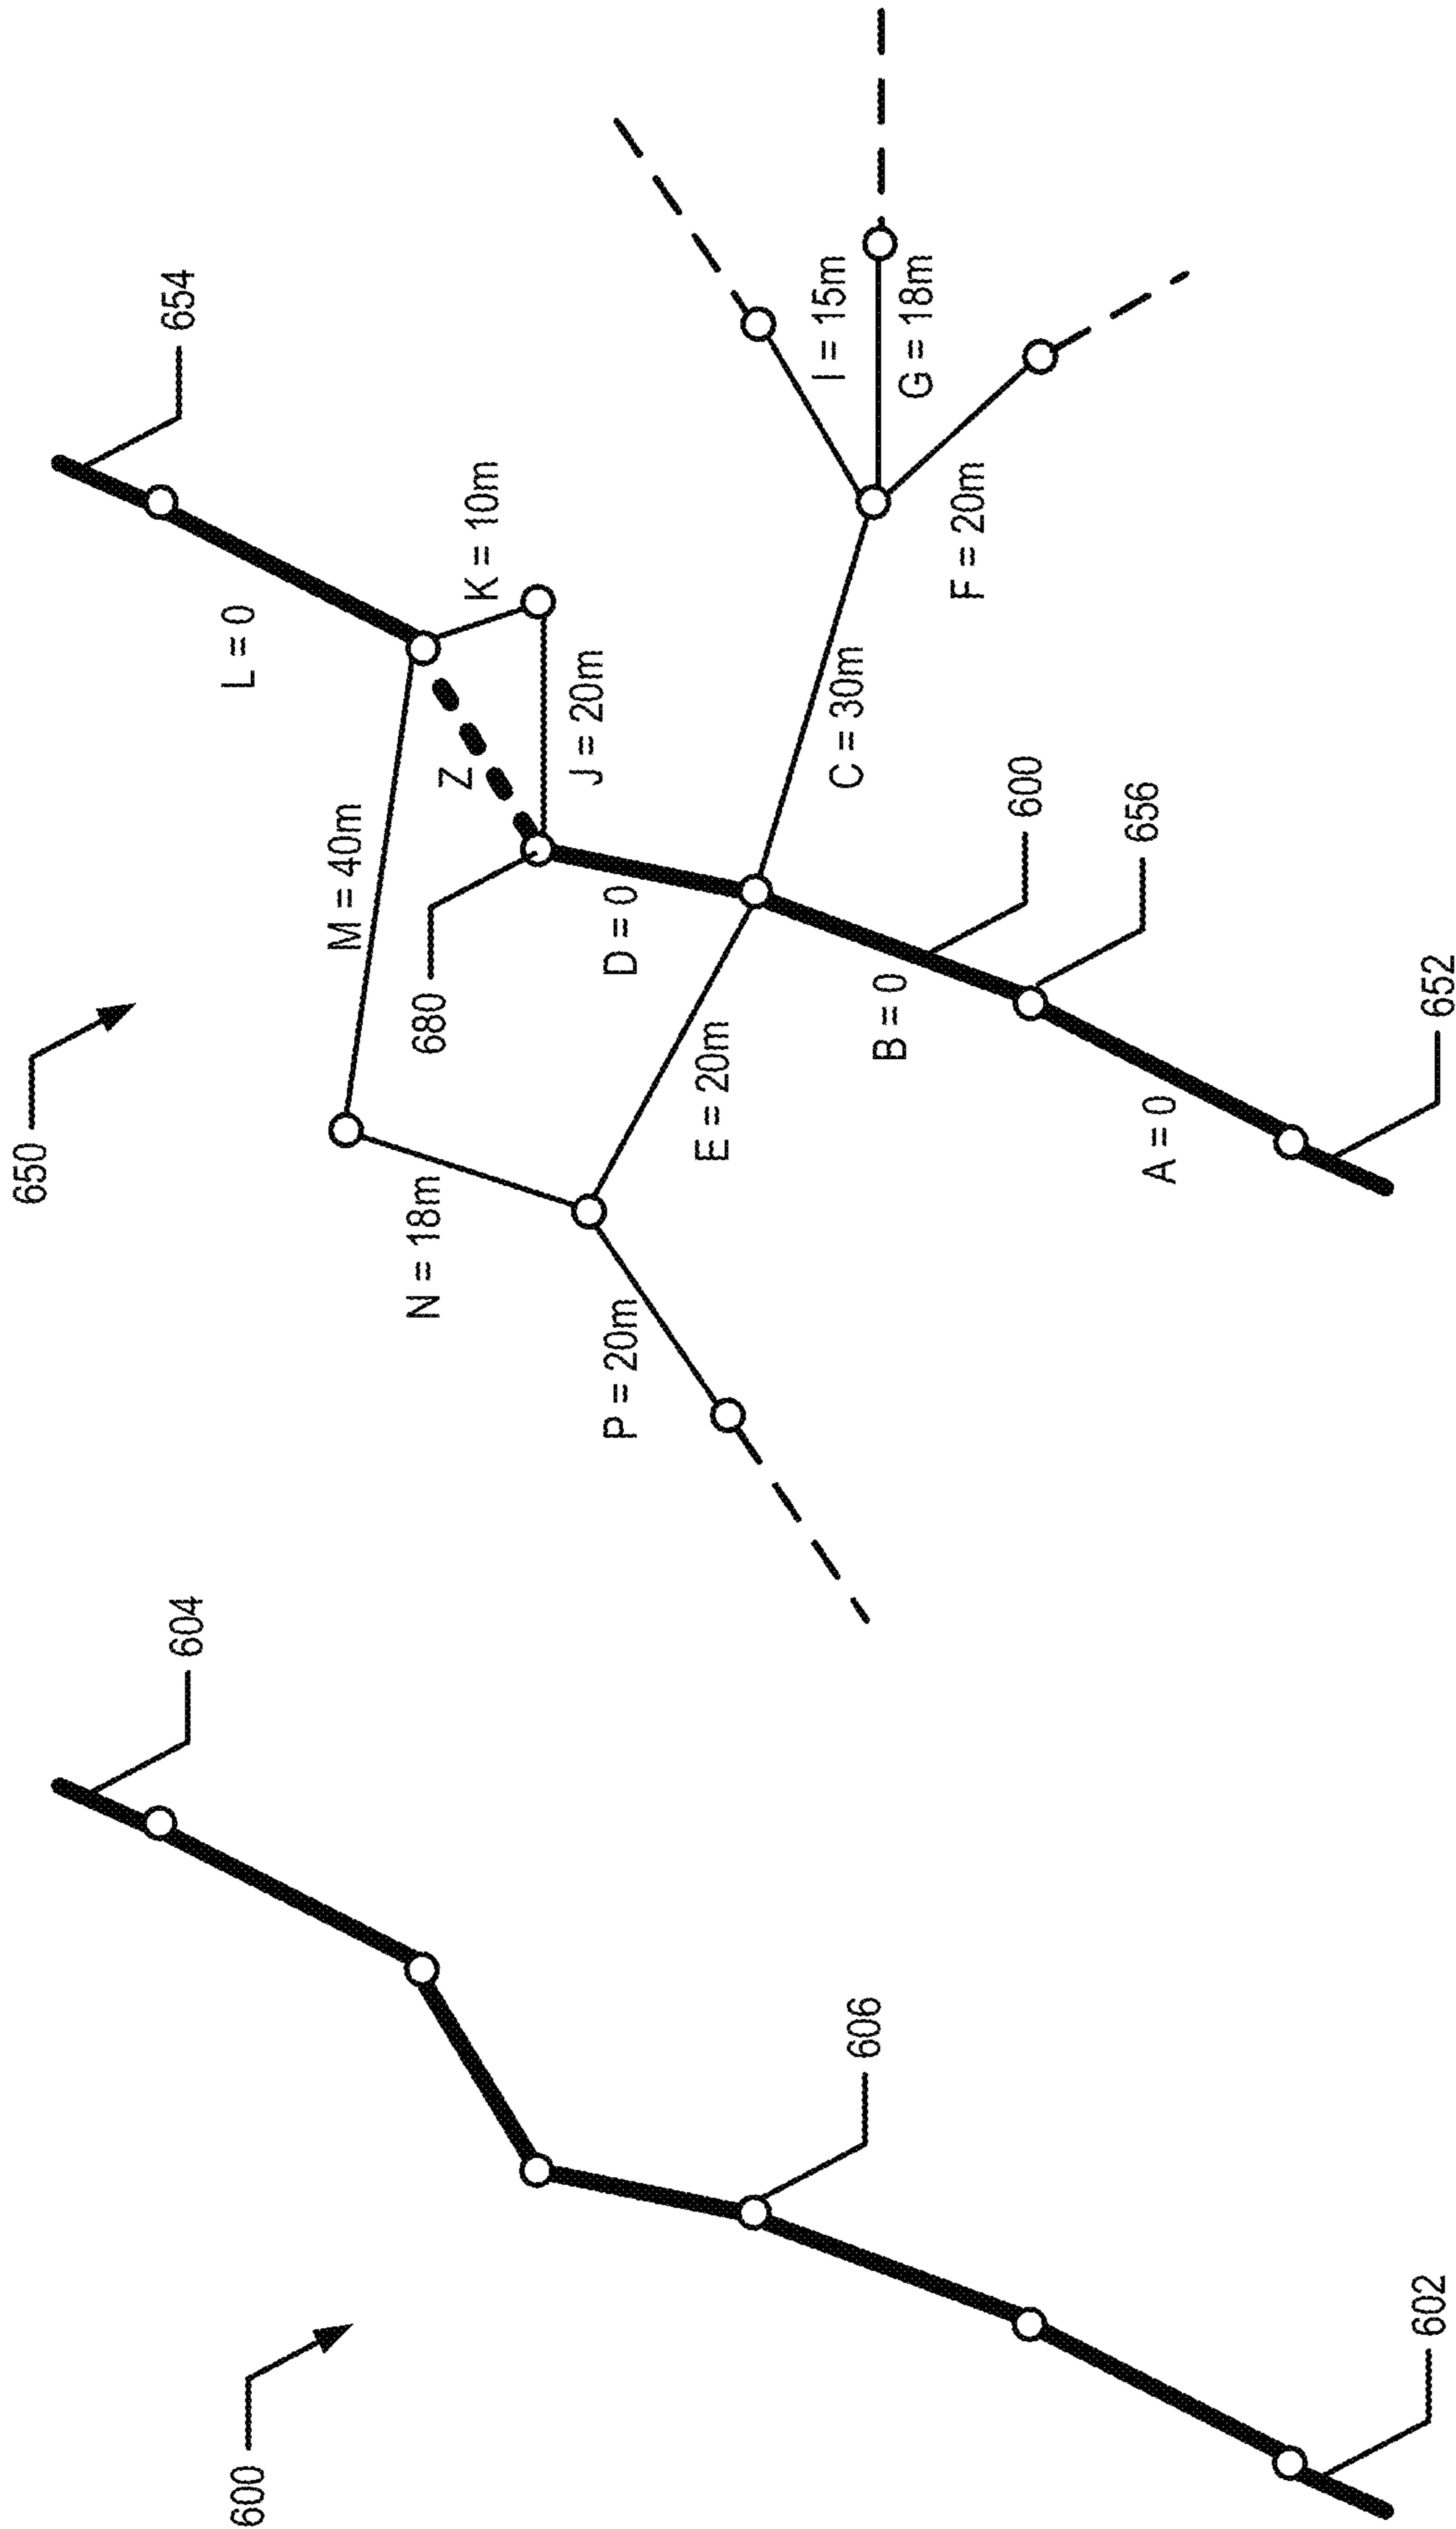 600
602
606
604
650
652
654
656
600
680
A = 0
B = 0
C = 30m
D = 0
E = 20m
F = 20m
G = 18m
I = 15m
J = 20m
K = 10m
L = 0
M = 40m
N = 18m
P = 20m
Z